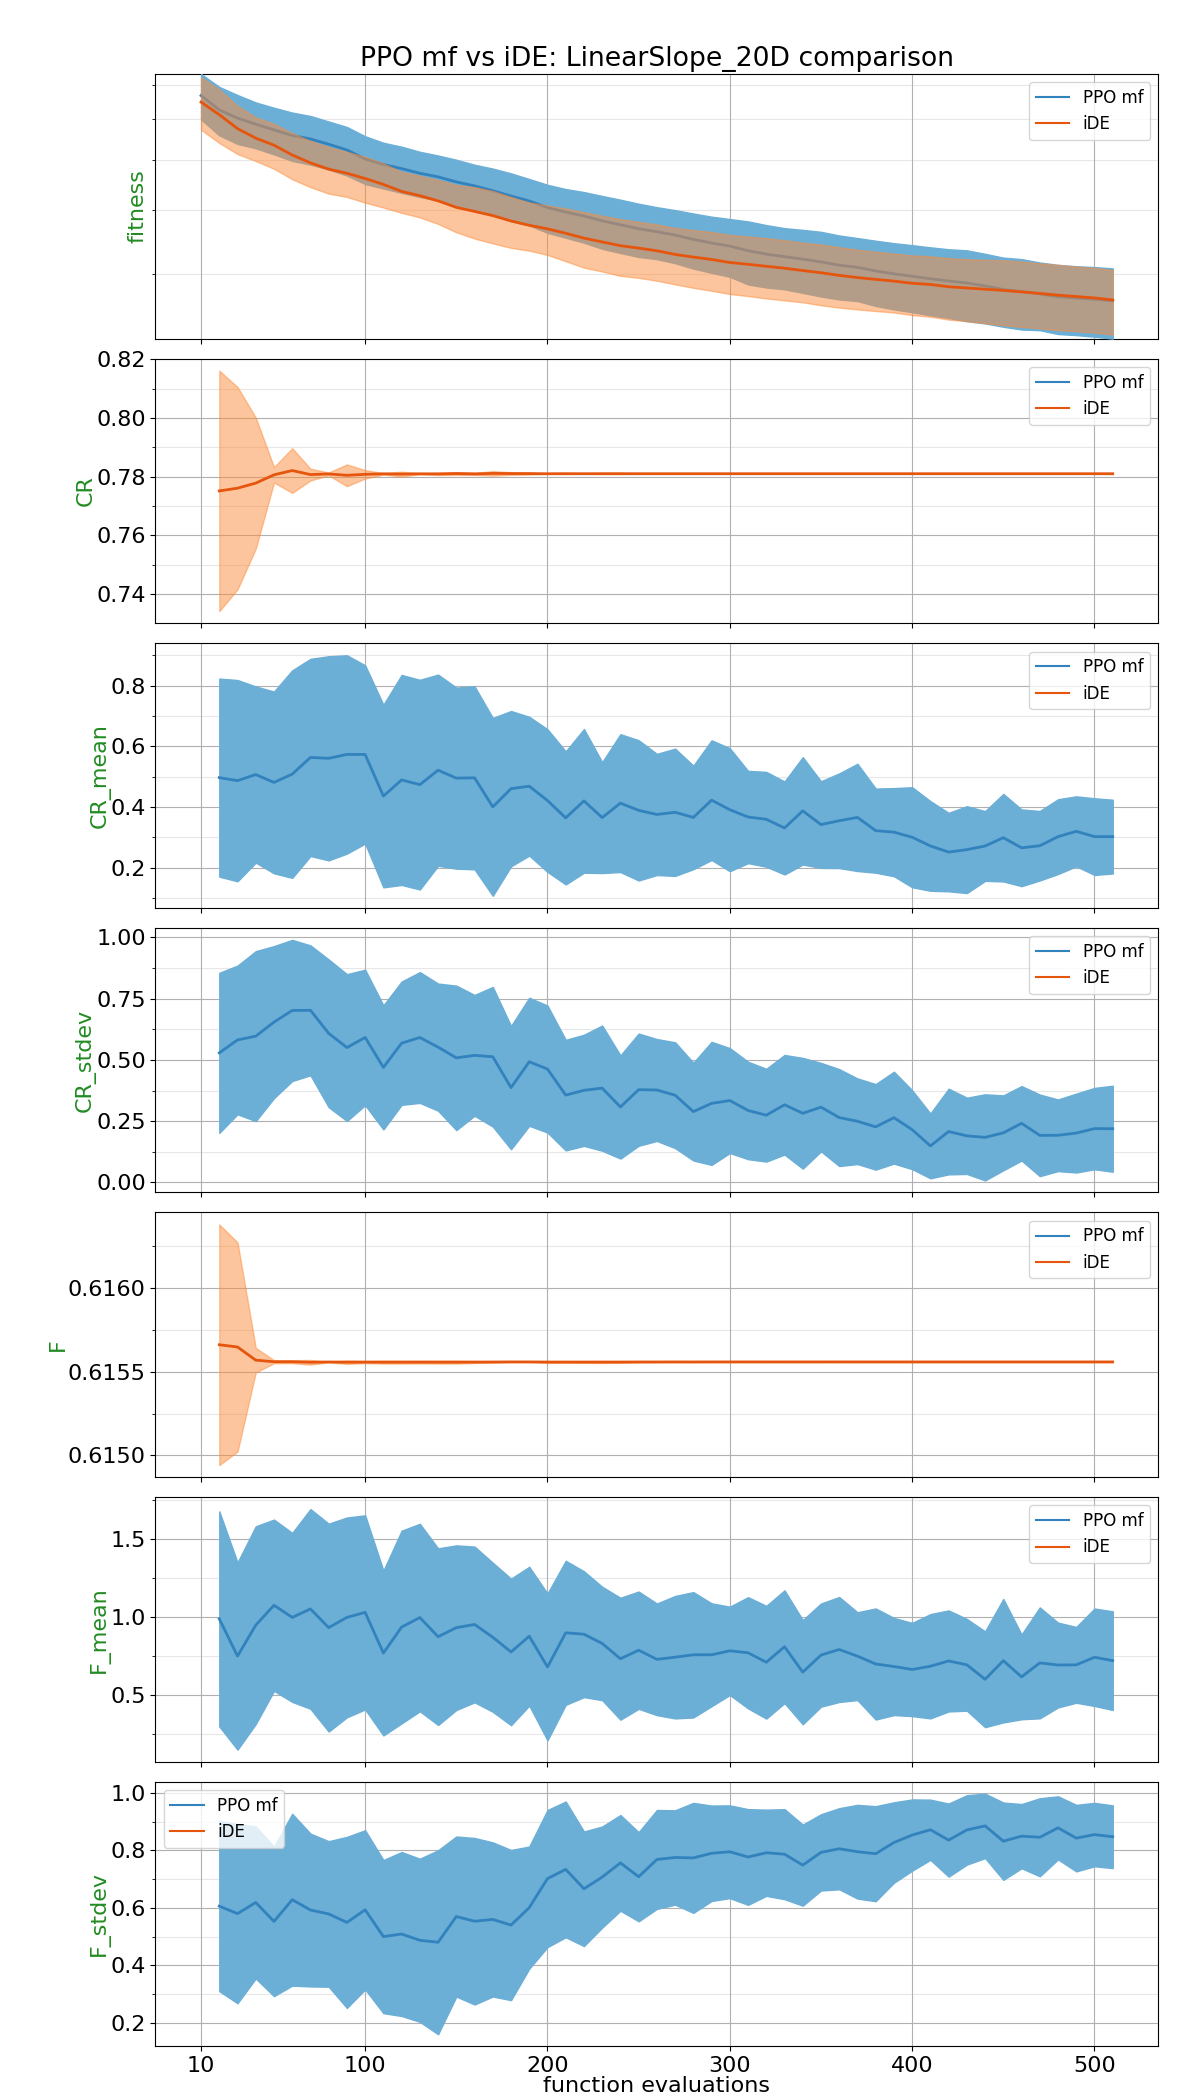 PPO mf vs iDE: LinearSlope_20D comparison
fitness
PPO mf
iDE
CR
0.82
0.80
0.78
0.76
0.74
PPO mf
iDE
CR_mean
0.8
0.6
0.4
0.2
PPO mf
iDE
CR_stdev
1.00
0.75
0.50
0.25
0.00
PPO mf
iDE
F
0.6160
0.6155
0.6150
PPO mf
iDE
F_mean
1.5
1.0
0.5
PPO mf
iDE
F_stdev
1.0
0.8
0.6
0.4
0.2
PPO mf
iDE
10 100 200 300 400 500
function evaluations